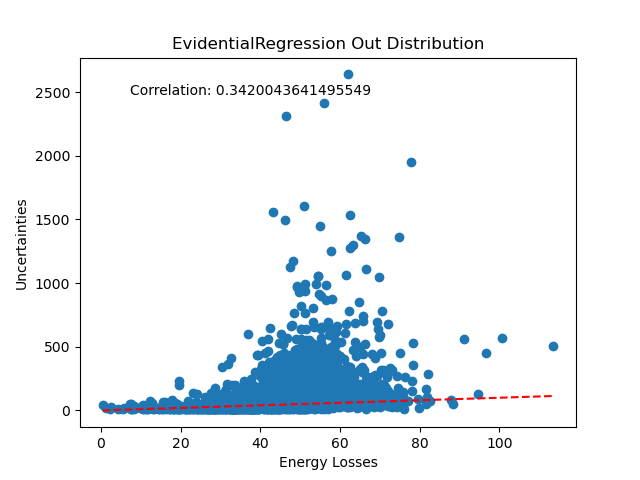 EvidentialRegression Out Distribution
Correlation: 0.3420043641495549
Uncertainties
2500
2000
1500
1000
500
0
0 20 40 60 80 100
Energy Losses